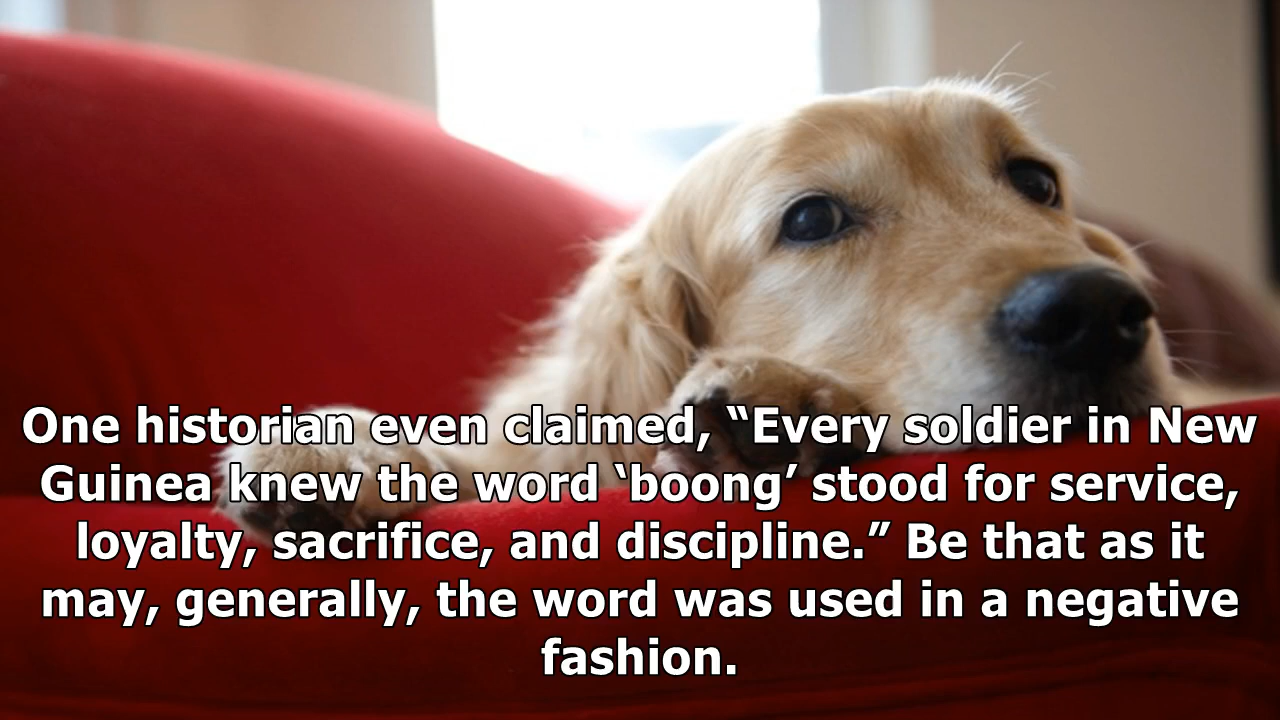 One historian even claimed, “Every soldier in New
Guinea knew the word ‘boong’ stood for service,
loyalty, sacrifice, and discipline.” Be that as it
may, generally, the word was used in a negative
fashion.